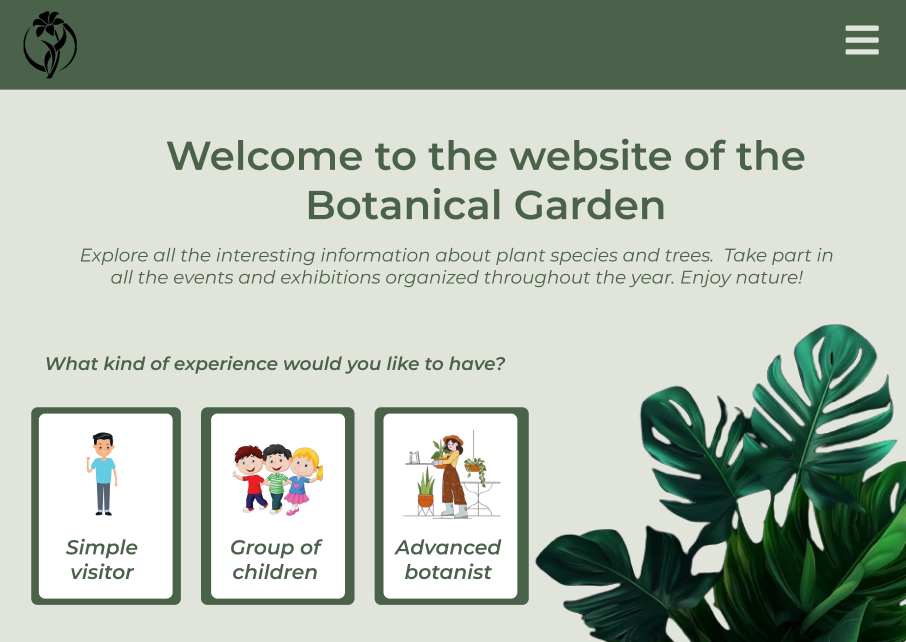 Welcome to the website of the
Botanical Garden
Explore all the interesting information about plant species and trees.  Take part in
all the events and exhibitions organized throughout the year. Enjoy nature!
What kind of experience would you like to have?
Simple
visitor
Group of
children
Advanced
botanist